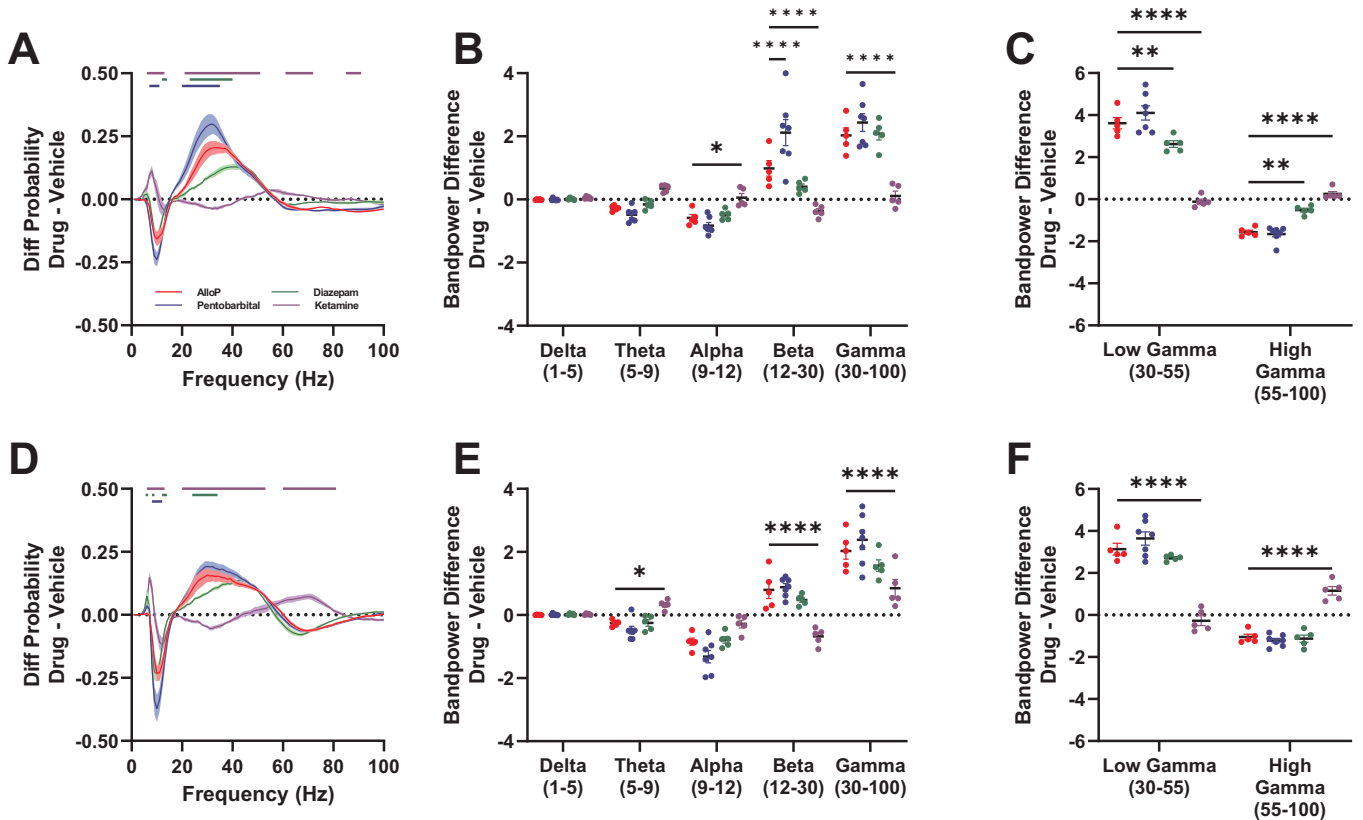 A
Diff Probability
Drug - Vehicle
0.50
0.25
0.00
-0.25
-0.50
AlloP
Pentobarbital
Diazepam
Ketamine
0 20 40 60 80 100
Frequency (Hz)
B
Bandpower Difference
Drug - Vehicle
4
2
0
-2
-4
*
****
****
****
Delta
(1-5)
Theta
(5-9)
Alpha
(9-12)
Beta
(12-30)
Gamma
(30-100)
C
Bandpower Difference
Drug - Vehicle
6
4
2
0
-2
-4
-6
****
**
****
**
Low Gamma
(30-55)
High
Gamma
(55-100)
D
Diff Probability
Drug - Vehicle
0.50
0.25
0.00
-0.25
-0.50
0 20 40 60 80 100
Frequency (Hz)
E
Bandpower Difference
Drug - Vehicle
4
2
0
-2
-4
*
****
****
Delta
(1-5)
Theta
(5-9)
Alpha
(9-12)
Beta
(12-30)
Gamma
(30-100)
F
Bandpower Difference
Drug - Vehicle
6
4
2
0
-2
-4
-6
****
****
Low Gamma
(30-55)
High
Gamma
(55-100)